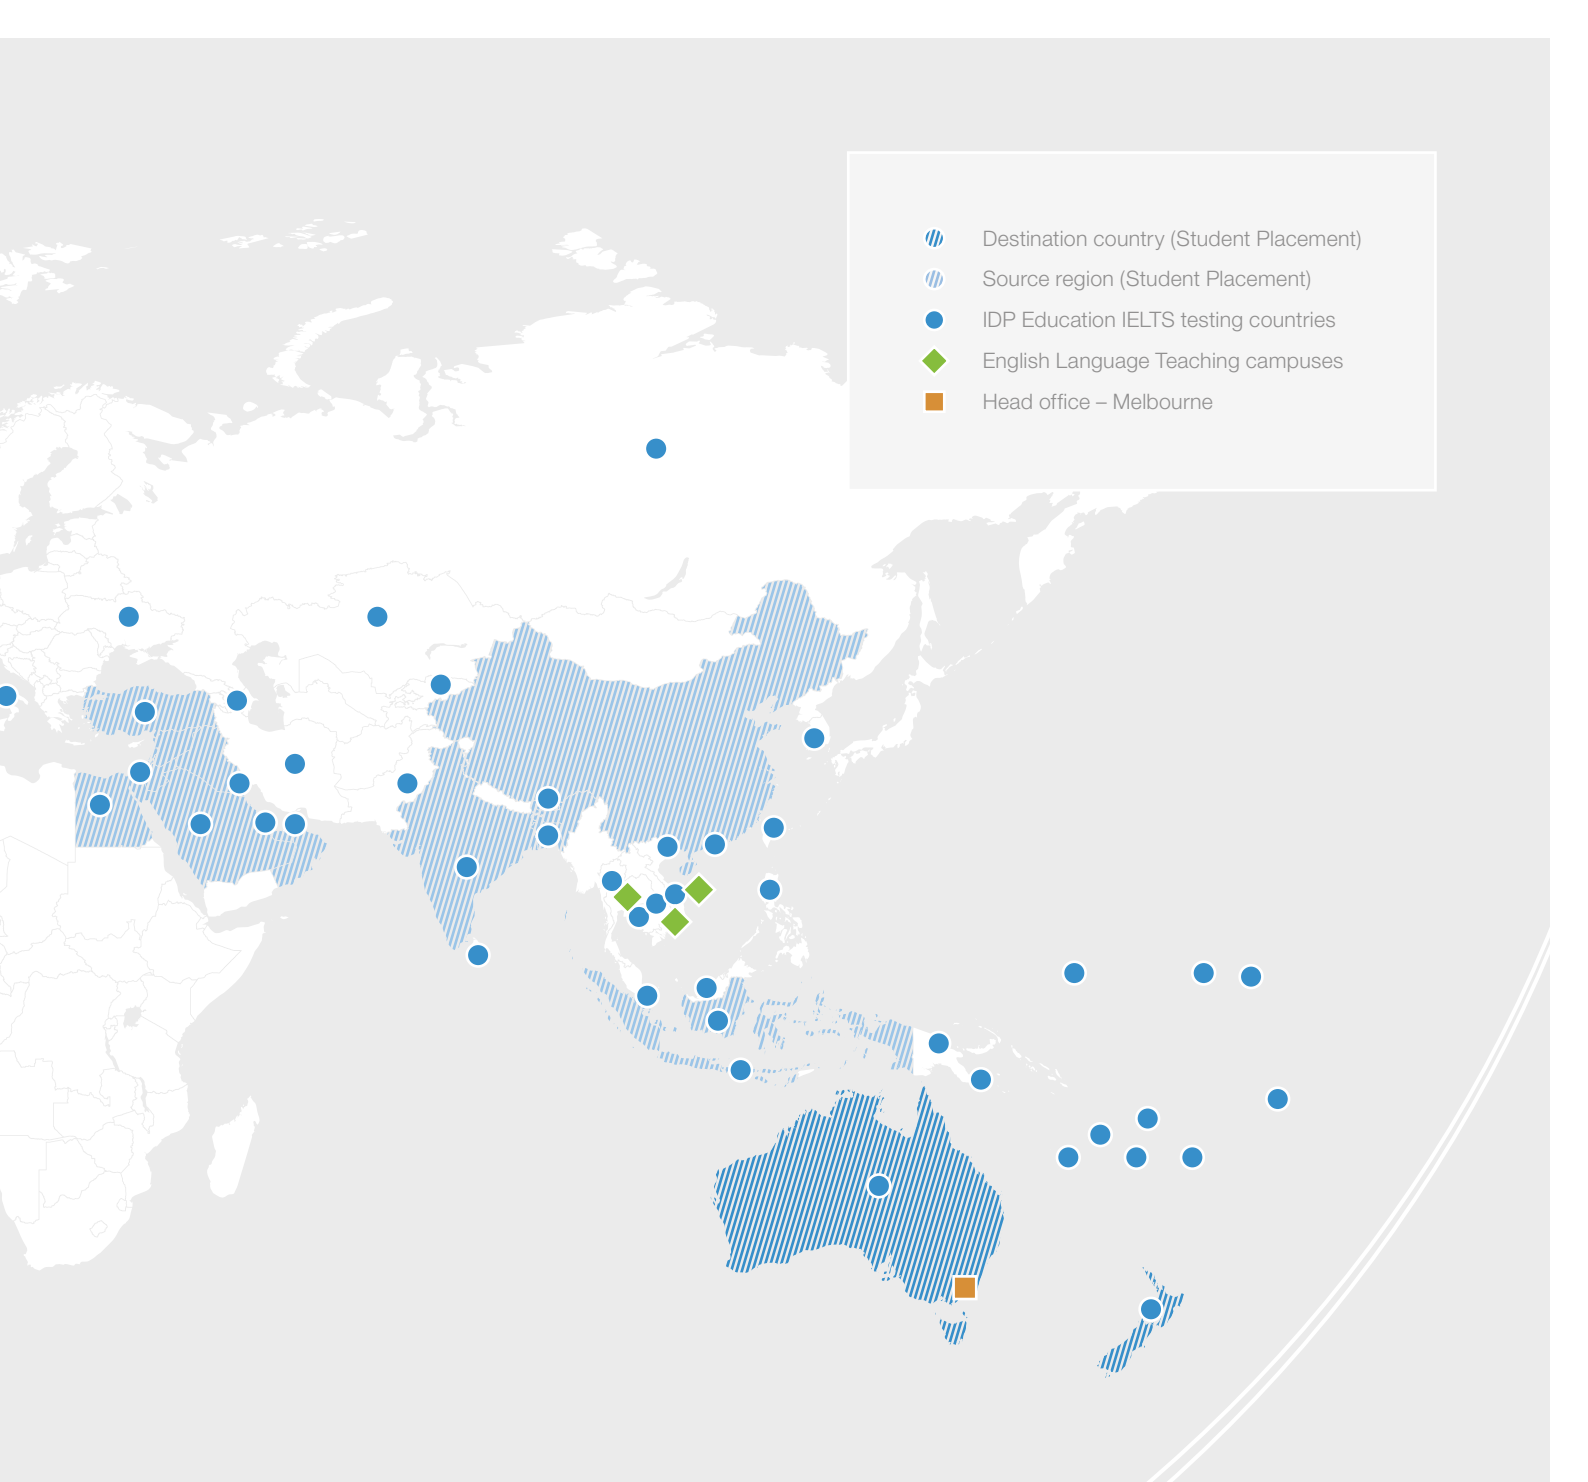 Destination country (Student Placement)
Source region (Student Placement)
IDP Education IELTS testing countries
English Language Teaching campuses
Head office – Melbourne